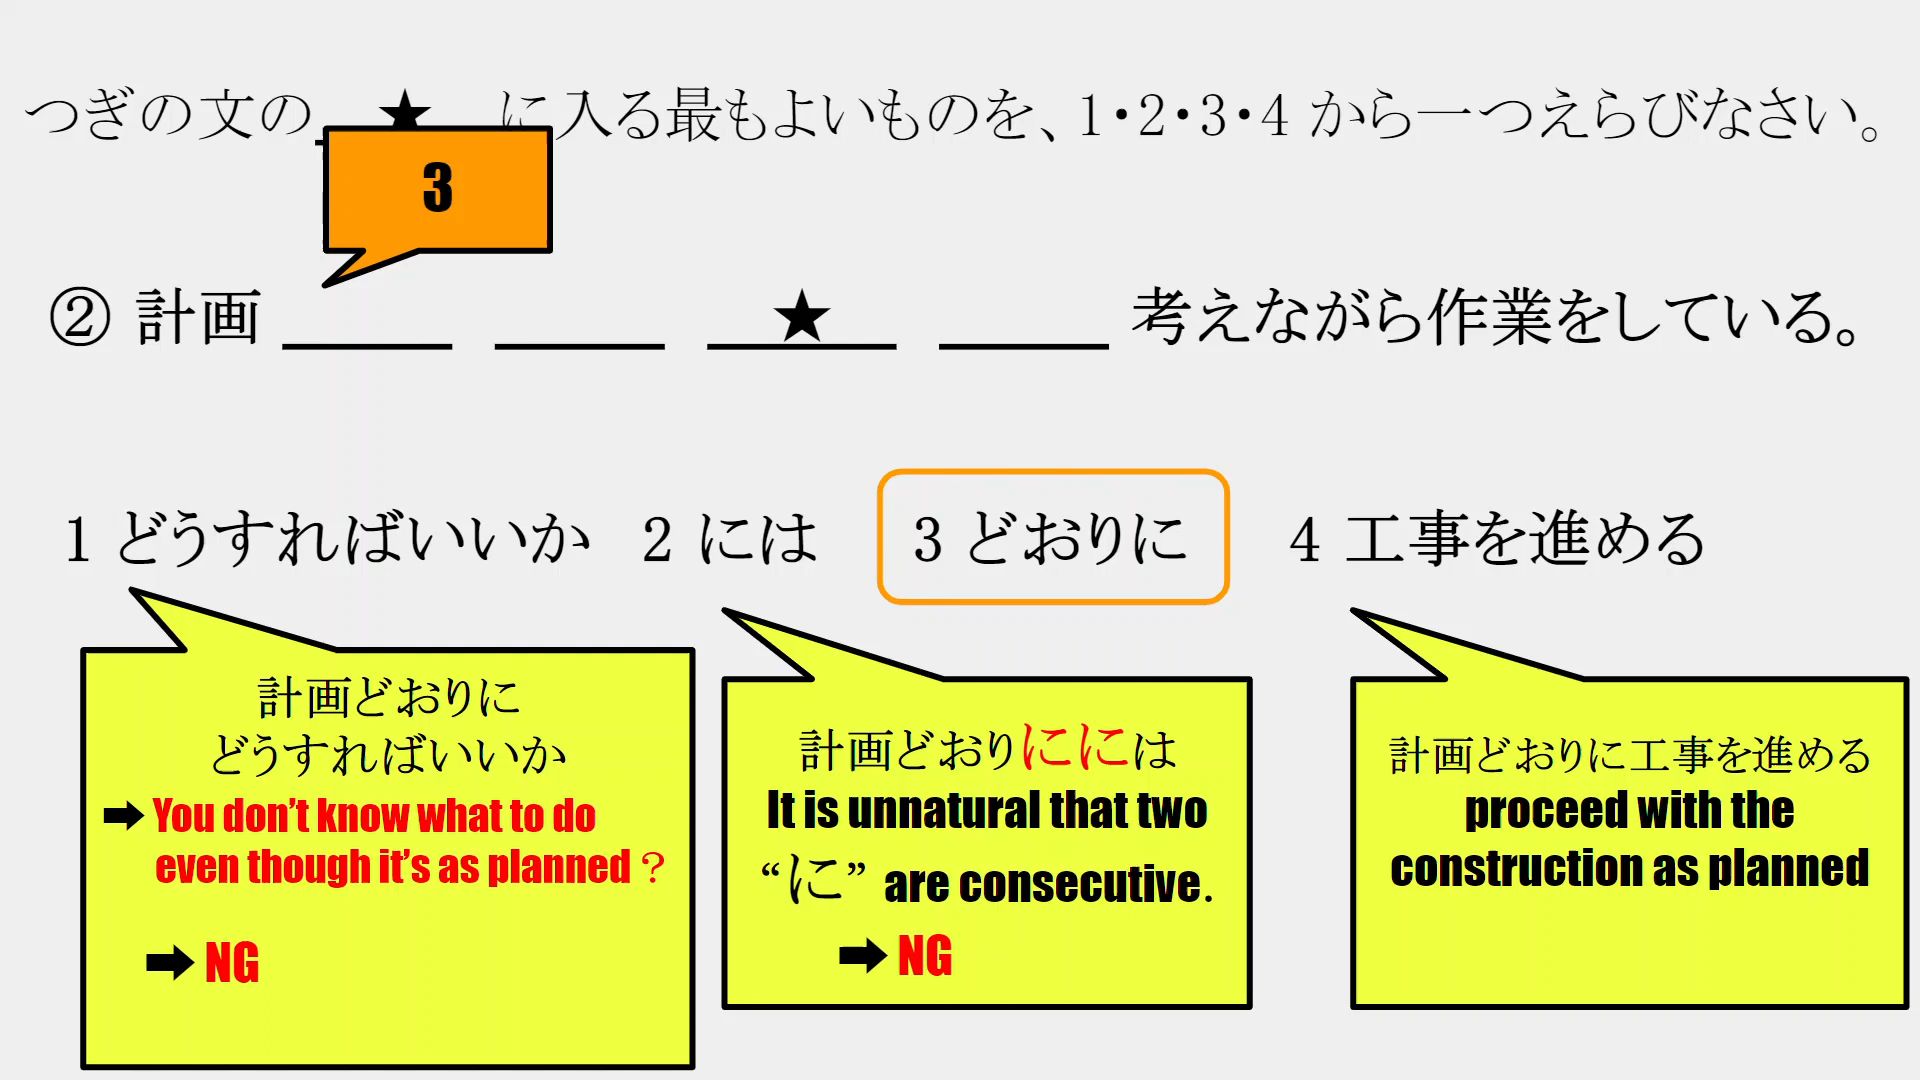 つぎの文の ★ に入る最もよいものを、1・2・3・4 から一つえらびなさい。
3
② 計画 ★ 考えながら作業をしている。
1 どうすればいいか 2 には 3 どおりに 4 工事を進める
計画どおりに
どうすればいいか
➡ You don't know what to do
even though it's as planned ?
➡ NG
計画どおりににには
It is unnatural that two
“に” are consecutive.
➡ NG
計画どおりに工事を進める
proceed with the
construction as planned